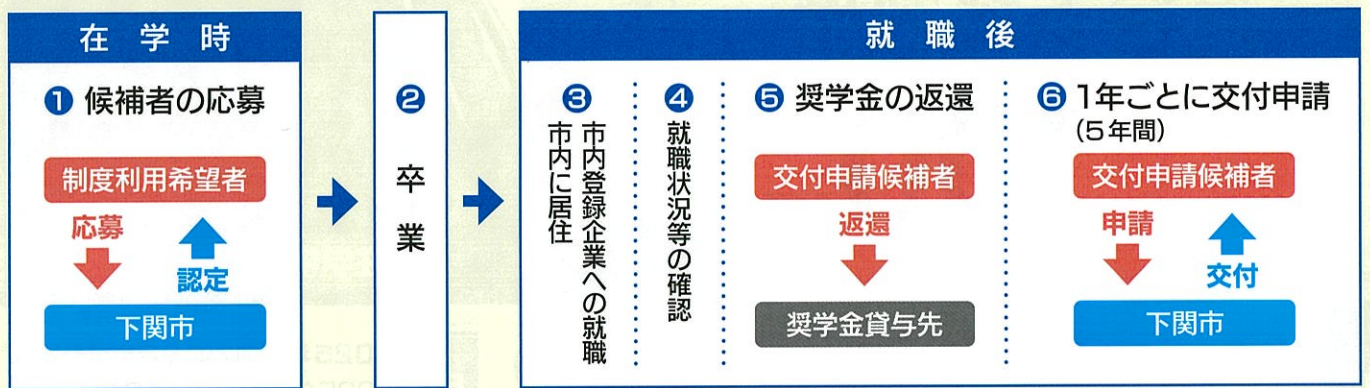 在学時
❶ 候補者の応募
制度利用希望者
応募
認定
下関市
❷
卒業
就職後
❸
市内登録企業への就職
市内に居住
❹
就職状況等の確認
❺ 奨学金の返還
交付申請候補者
返還
奨学金貸与先
❻ 1年ごとに交付申請
(5年間)
交付申請候補者
申請
交付
下関市